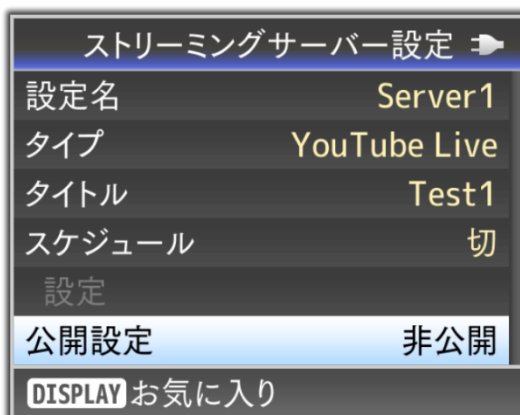 ストリーミングサーバー設定
設定名 Server1
タイプ YouTube Live
タイトル Test1
スケジュール 切
設定
公開設定 非公開
DISPLAY お気に入り